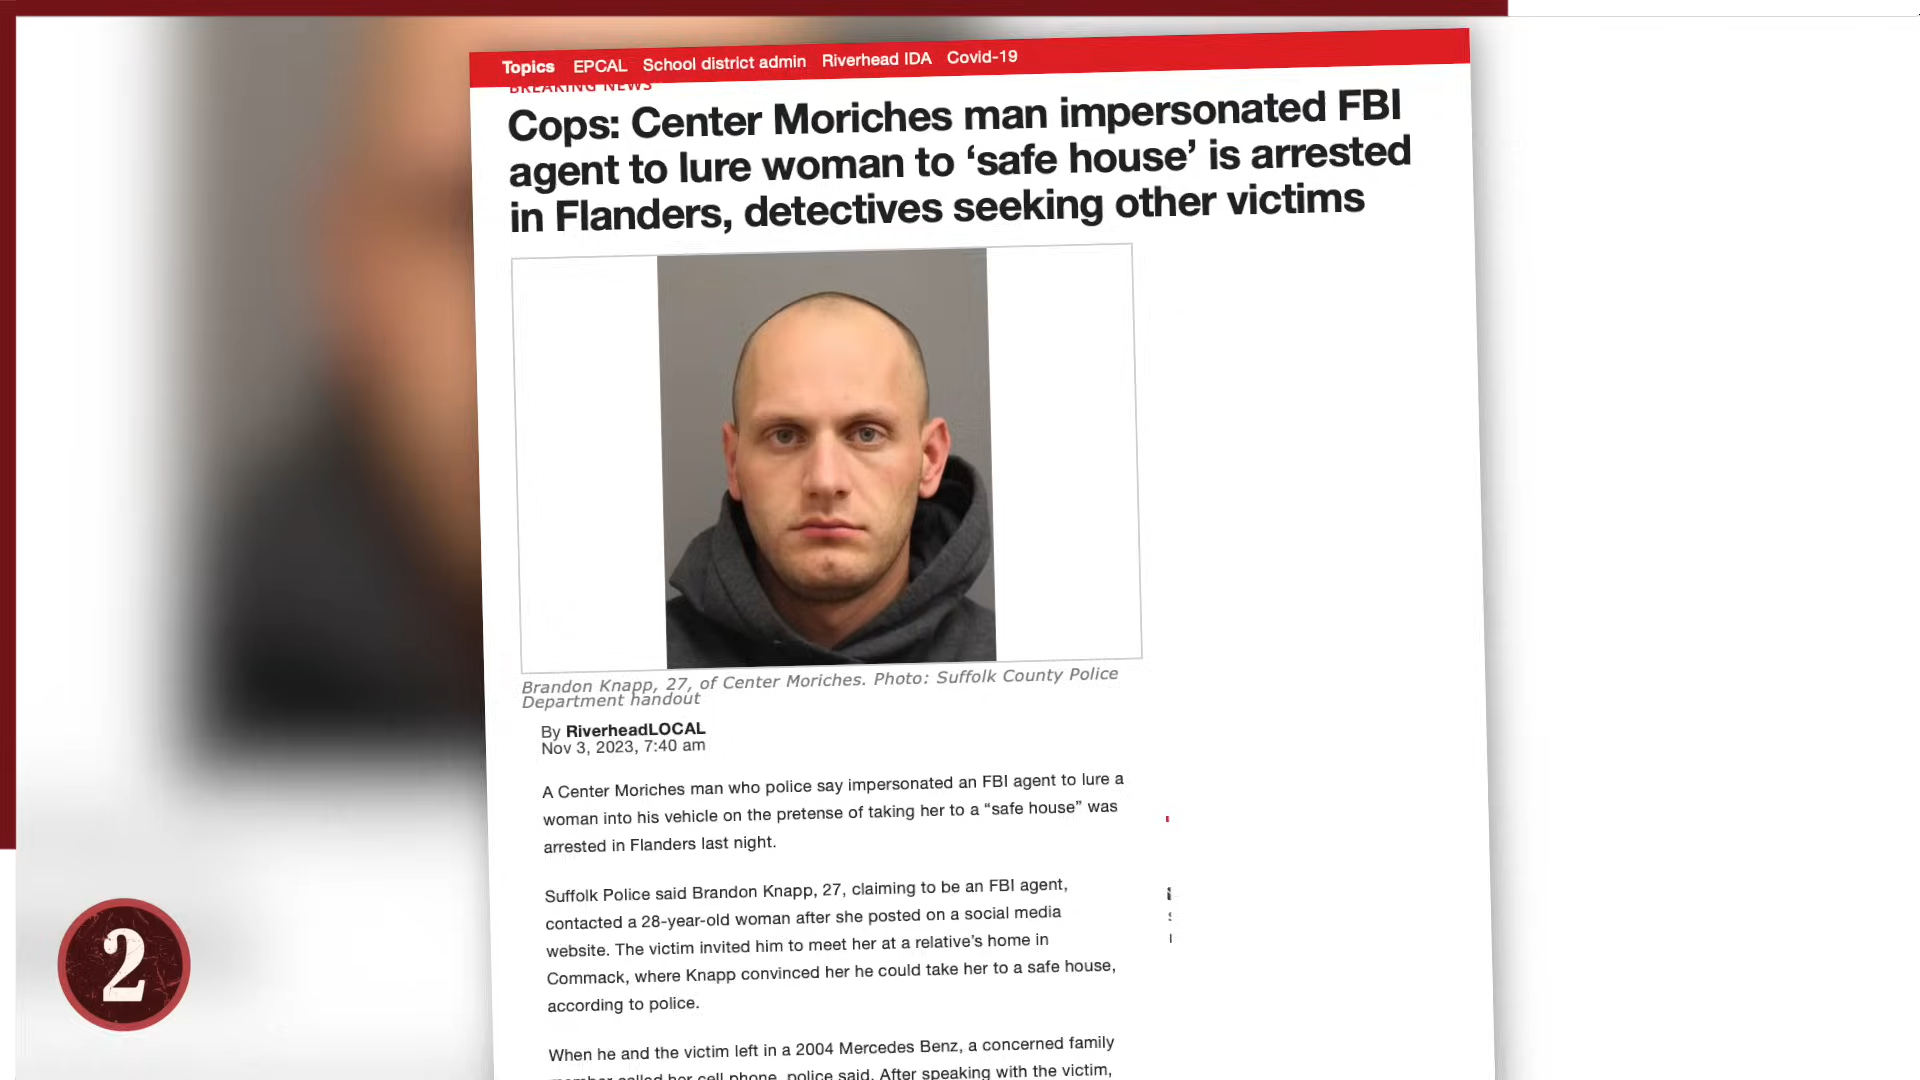 Topics EPCAL School district admin Riverhead IDA Covid-19
BREAKING NEWS
Cops: Center Moriches man impersonated FBI
agent to lure woman to ‘safe house’ is arrested
in Flanders, detectives seeking other victims
Brandon Knapp, 27, of Center Moriches. Photo: Suffolk County Police
Department handout
By RiverheadLOCAL
Nov 3, 2023, 7:40 am
A Center Moriches man who police say impersonated an FBI agent to lure a
woman into his vehicle on the pretense of taking her to a “safe house” was
arrested in Flanders last night.
Suffolk Police said Brandon Knapp, 27, claiming to be an FBI agent,
contacted a 28-year-old woman after she posted on a social media
website. The victim invited him to meet her at a relative’s home in
Commack, where Knapp convinced her he could take her to a safe house,
according to police.
When he and the victim left in a 2004 Mercedes Benz, a concerned family
member called her cell phone, police said. After speaking with the victim,
2